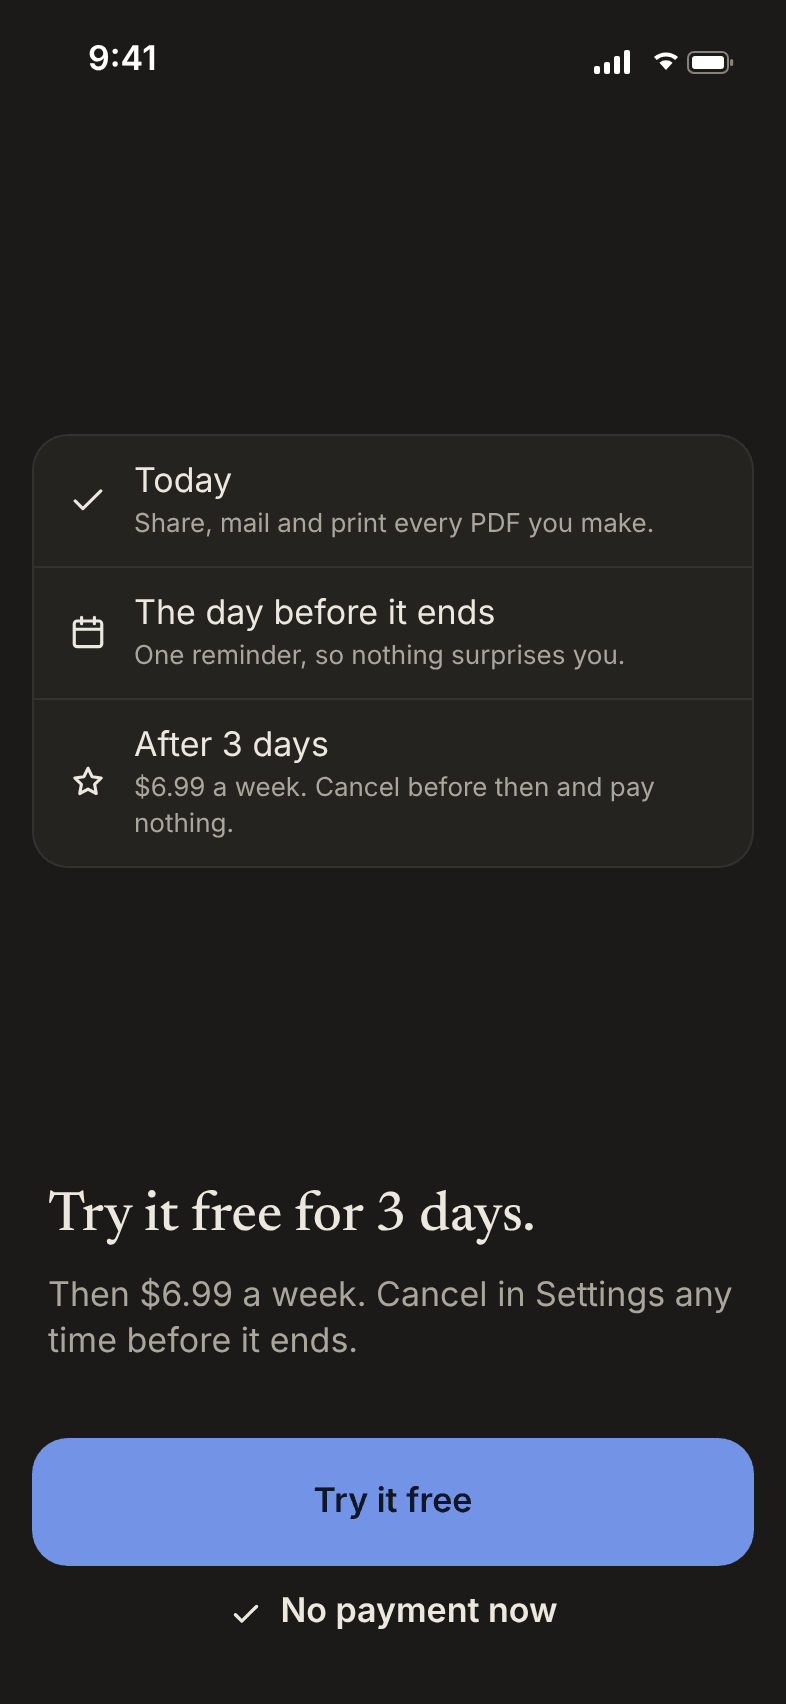 9:41
Today
Share, mail and print every PDF you make.
The day before it ends
One reminder, so nothing surprises you.
After 3 days
$6.99 a week. Cancel before then and pay
nothing.
Try it free for 3 days.
Then $6.99 a week. Cancel in Settings any
time before it ends.
Try it free
No payment now